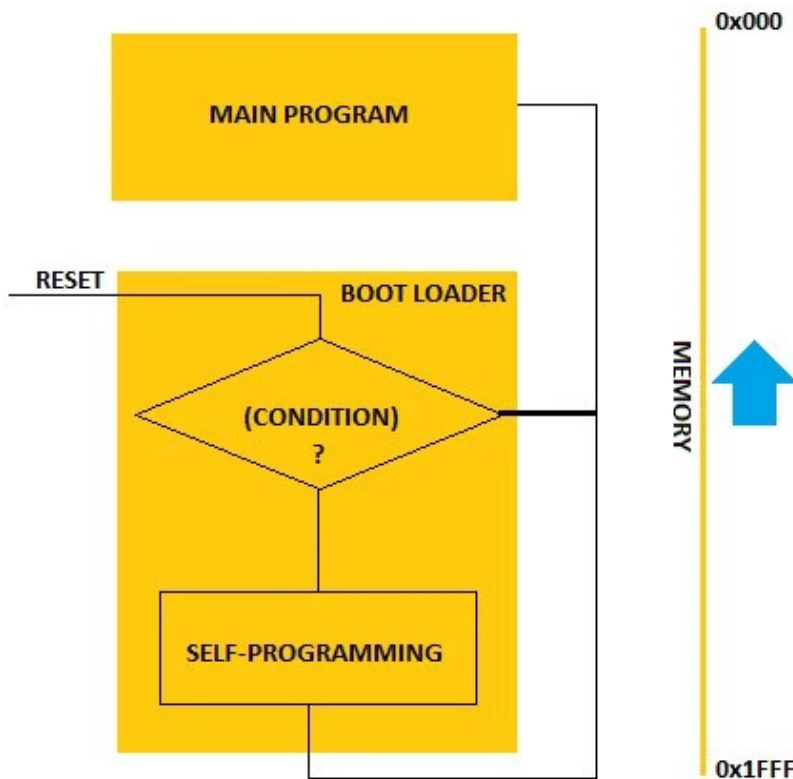 0x000
MAIN PROGRAM
RESET
BOOT LOADER
MEMORY
(CONDITION)
?
SELF-PROGRAMMING
0x1FFF